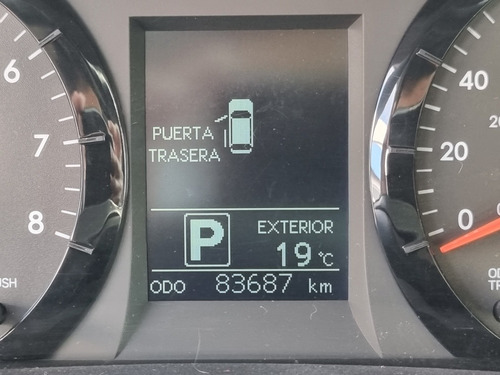 6
7
8
PUERTA
TRASERA
P
EXTERIOR
19 °C
ODO 83687 km
40
20
0